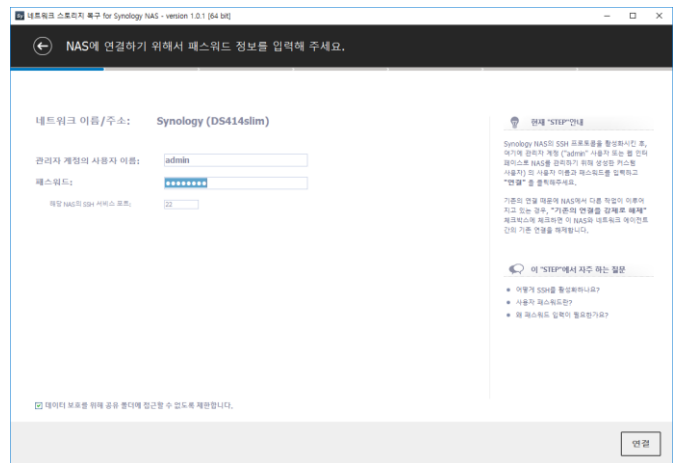 네트워크 스토리지 복구 for Synology NAS - version 1.0.1 [64 bit]
NAS에 연결하기 위해서 패스워드 정보를 입력해 주세요.
네트워크 이름/주소: Synology (DS414slim)
관리자 계정의 사용자 이름: admin
패스워드: ●●●●●●●●
해당 NAS의 SSH 서비스 포트: 22
현재 "STEP"안내
Synology NAS의 SSH 프로토콜을 활성화시킨 후,
여기에 관리자 계정 ("admin" 사용자 또는 웹 인터
페이스로 NAS를 관리하기 위해 생성한 커스텀
사용자) 의 사용자 이름과 패스워드를 입력하고
"연결" 을 클릭해주세요.
기존의 연결 때문에 NAS에서 다른 작업이 이루어
지고 있는 경우, "기존의 연결을 강제로 해제"
체크박스에 체크하면 이 NAS와 네트워크 에이전트
간의 기존 연결을 해제합니다.
이 "STEP"에서 자주 하는 질문
어떻게 SSH를 활성화하나요?
사용자 패스워드란?
왜 패스워드 입력이 필요한가요?
데이터 보호를 위해 공유 폴더에 접근할 수 없도록 제한합니다.
연결